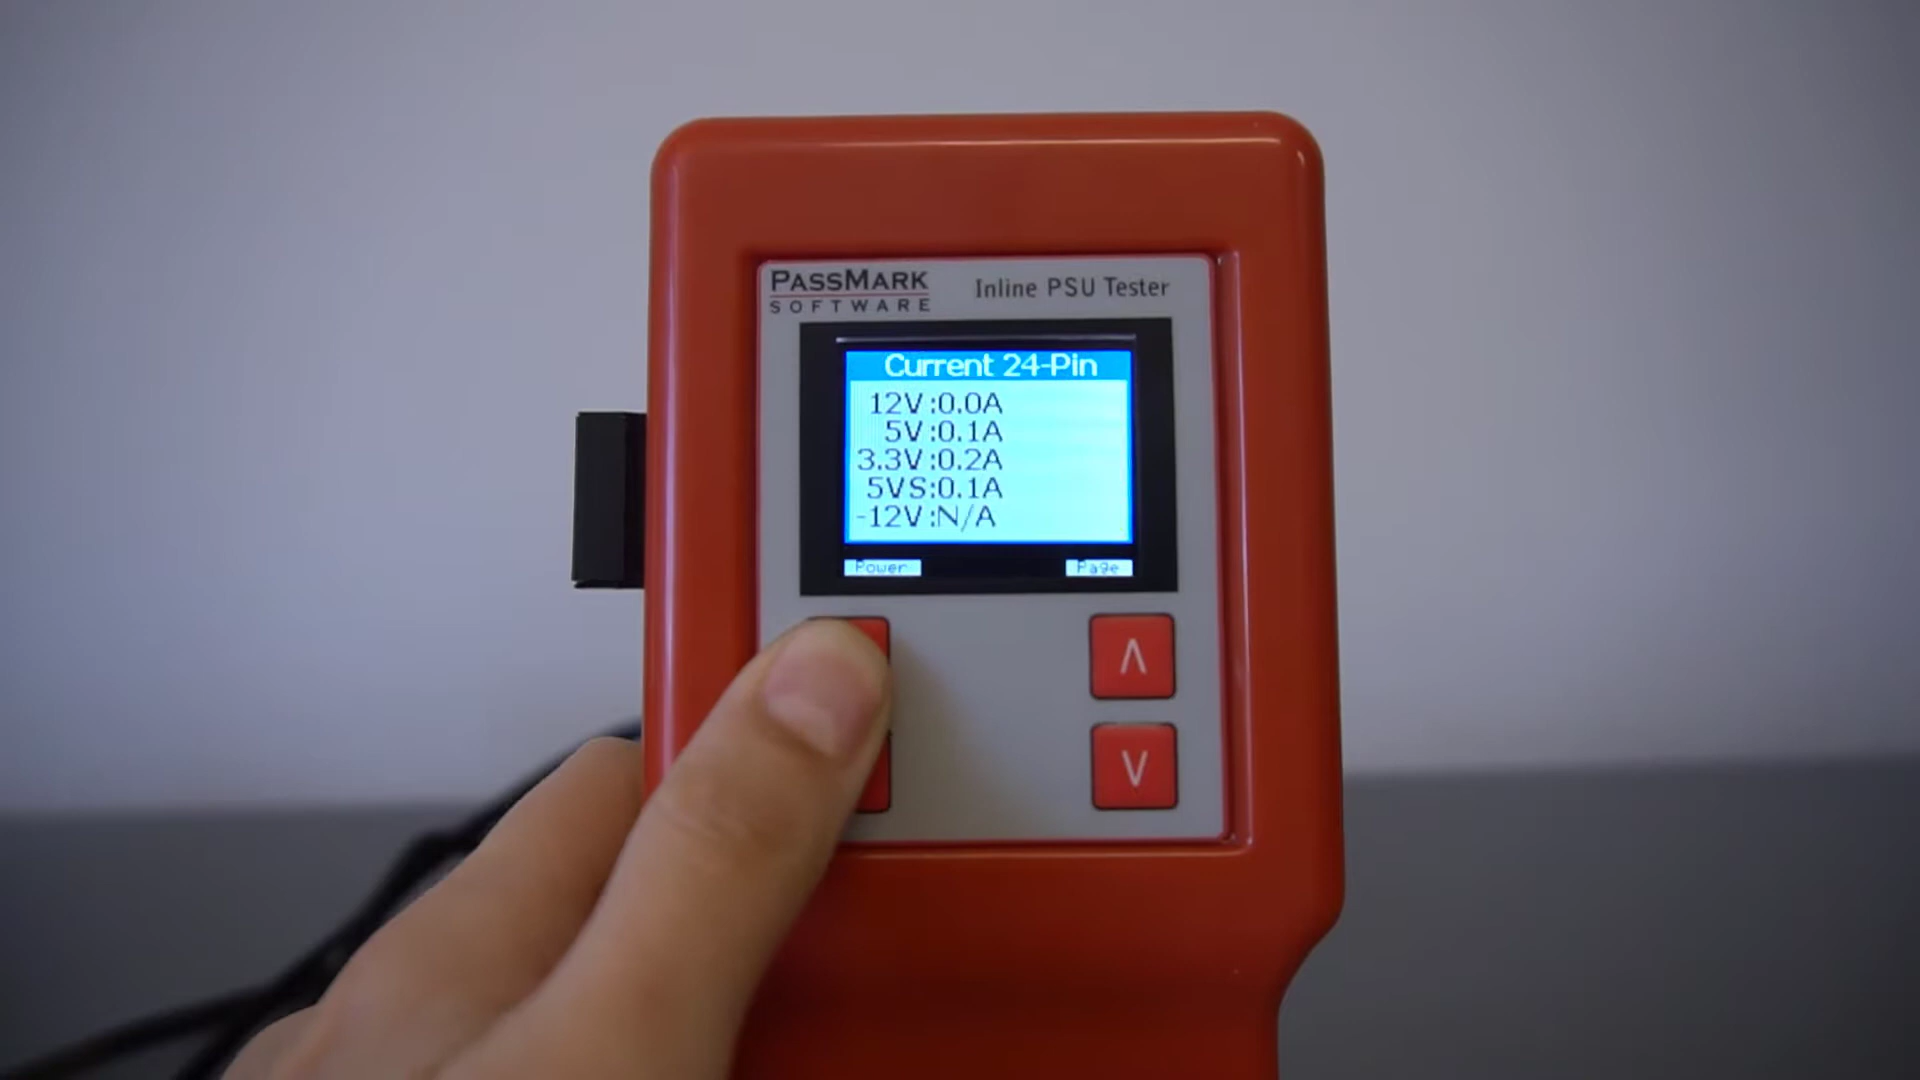 PASSMARK
SOFTWARE
Inline PSU Tester
Current 24-Pin
12V:0.0A
5V:0.1A
3.3V:0.2A
5VS:0.1A
-12V:N/A
Power Page
Λ
V